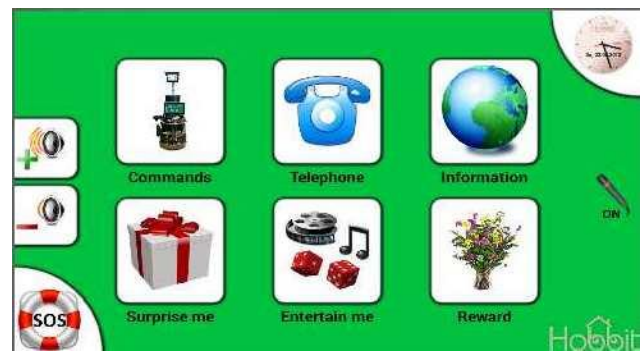 Commands
Telephone
Information
ON
Surprise me
Entertain me
Reward
SOS
Hobbit